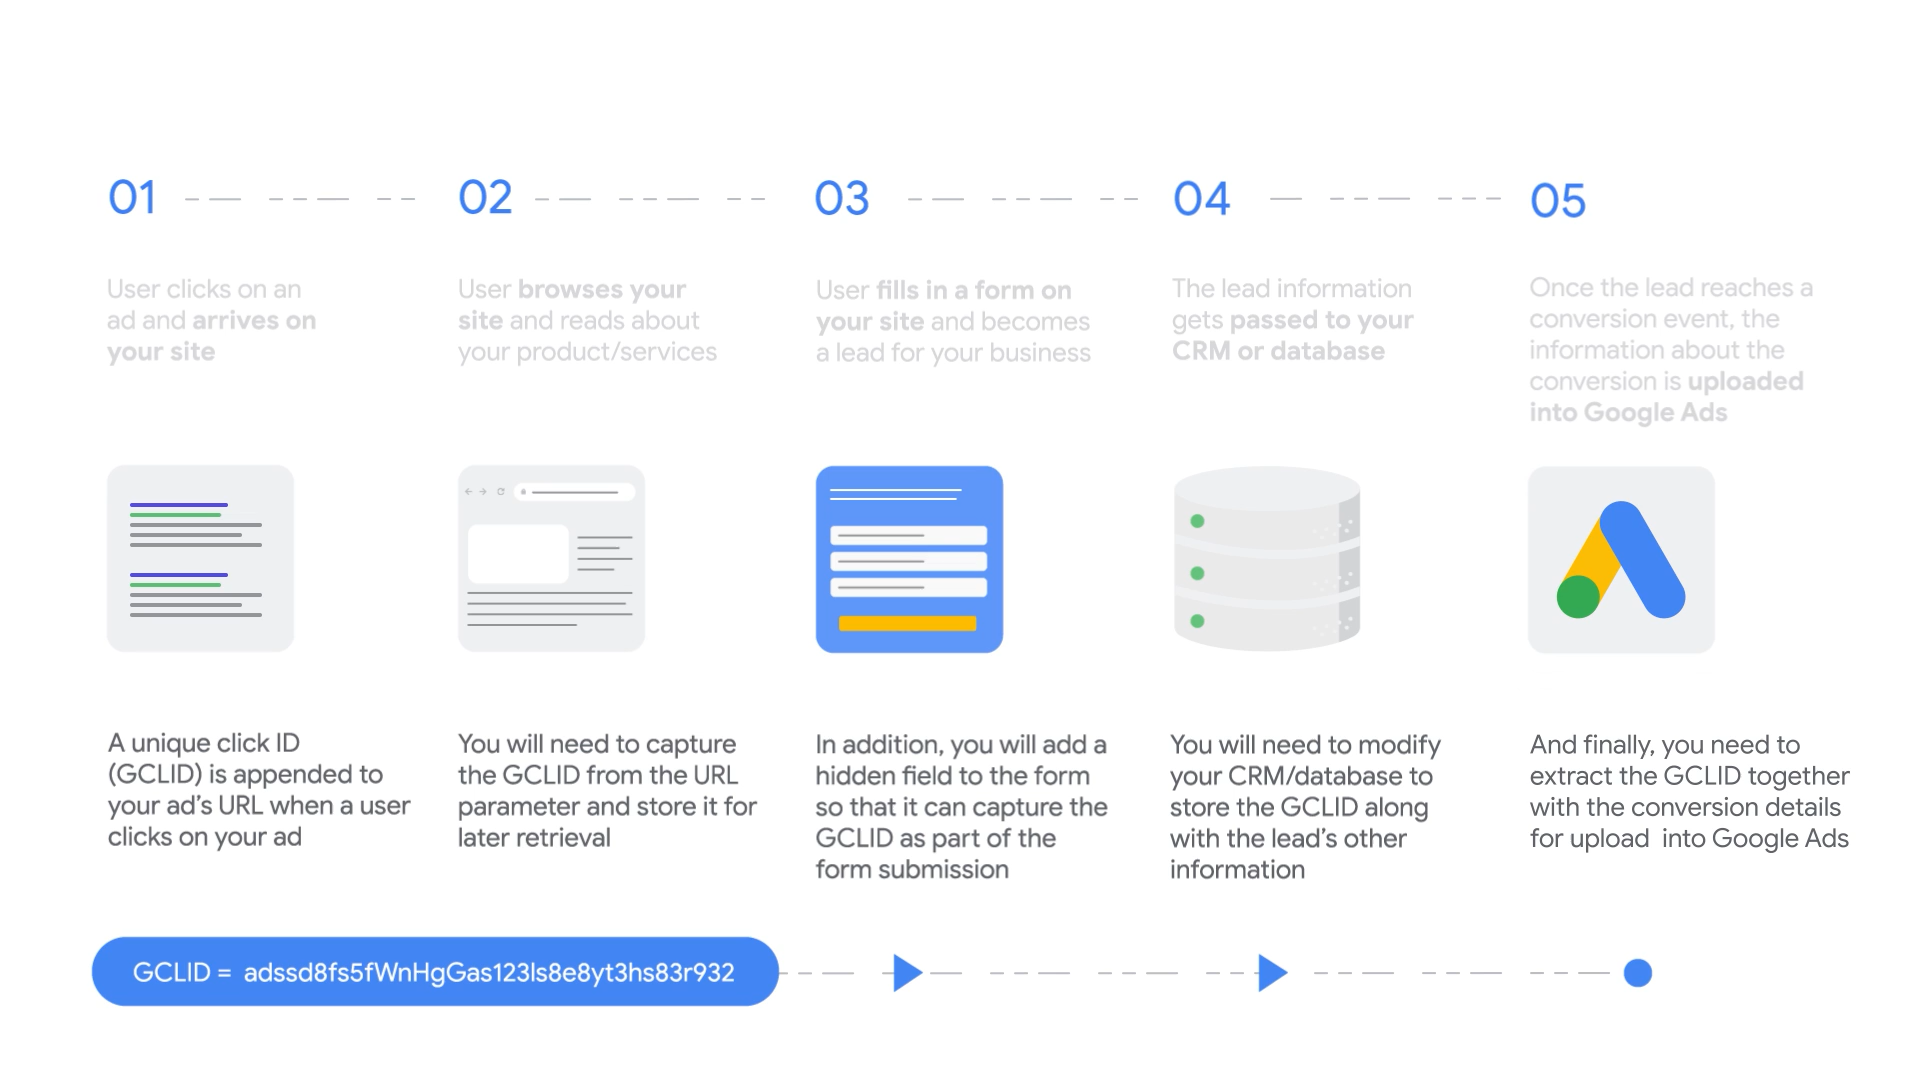 01
02
03
04
05
User clicks on an
ad and arrives on
your site
User browses your
site and reads about
your product/services
User fills in a form on
your site and becomes
a lead for your business
The lead information
gets passed to your
CRM or database
Once the lead reaches a
conversion event, the
information about the
conversion is uploaded
into Google Ads
A unique click ID
(GCLID) is appended to
your ad's URL when a user
clicks on your ad
You will need to capture
the GCLID from the URL
parameter and store it for
later retrieval
In addition, you will add a
hidden field to the form
so that it can capture the
GCLID as part of the
form submission
You will need to modify
your CRM/database to
store the GCLID along
with the lead's other
information
And finally, you need to
extract the GCLID together
with the conversion details
for upload  into Google Ads
GCLID =  adssd8fs5fWnHgGas123ls8e8yt3hs83r932